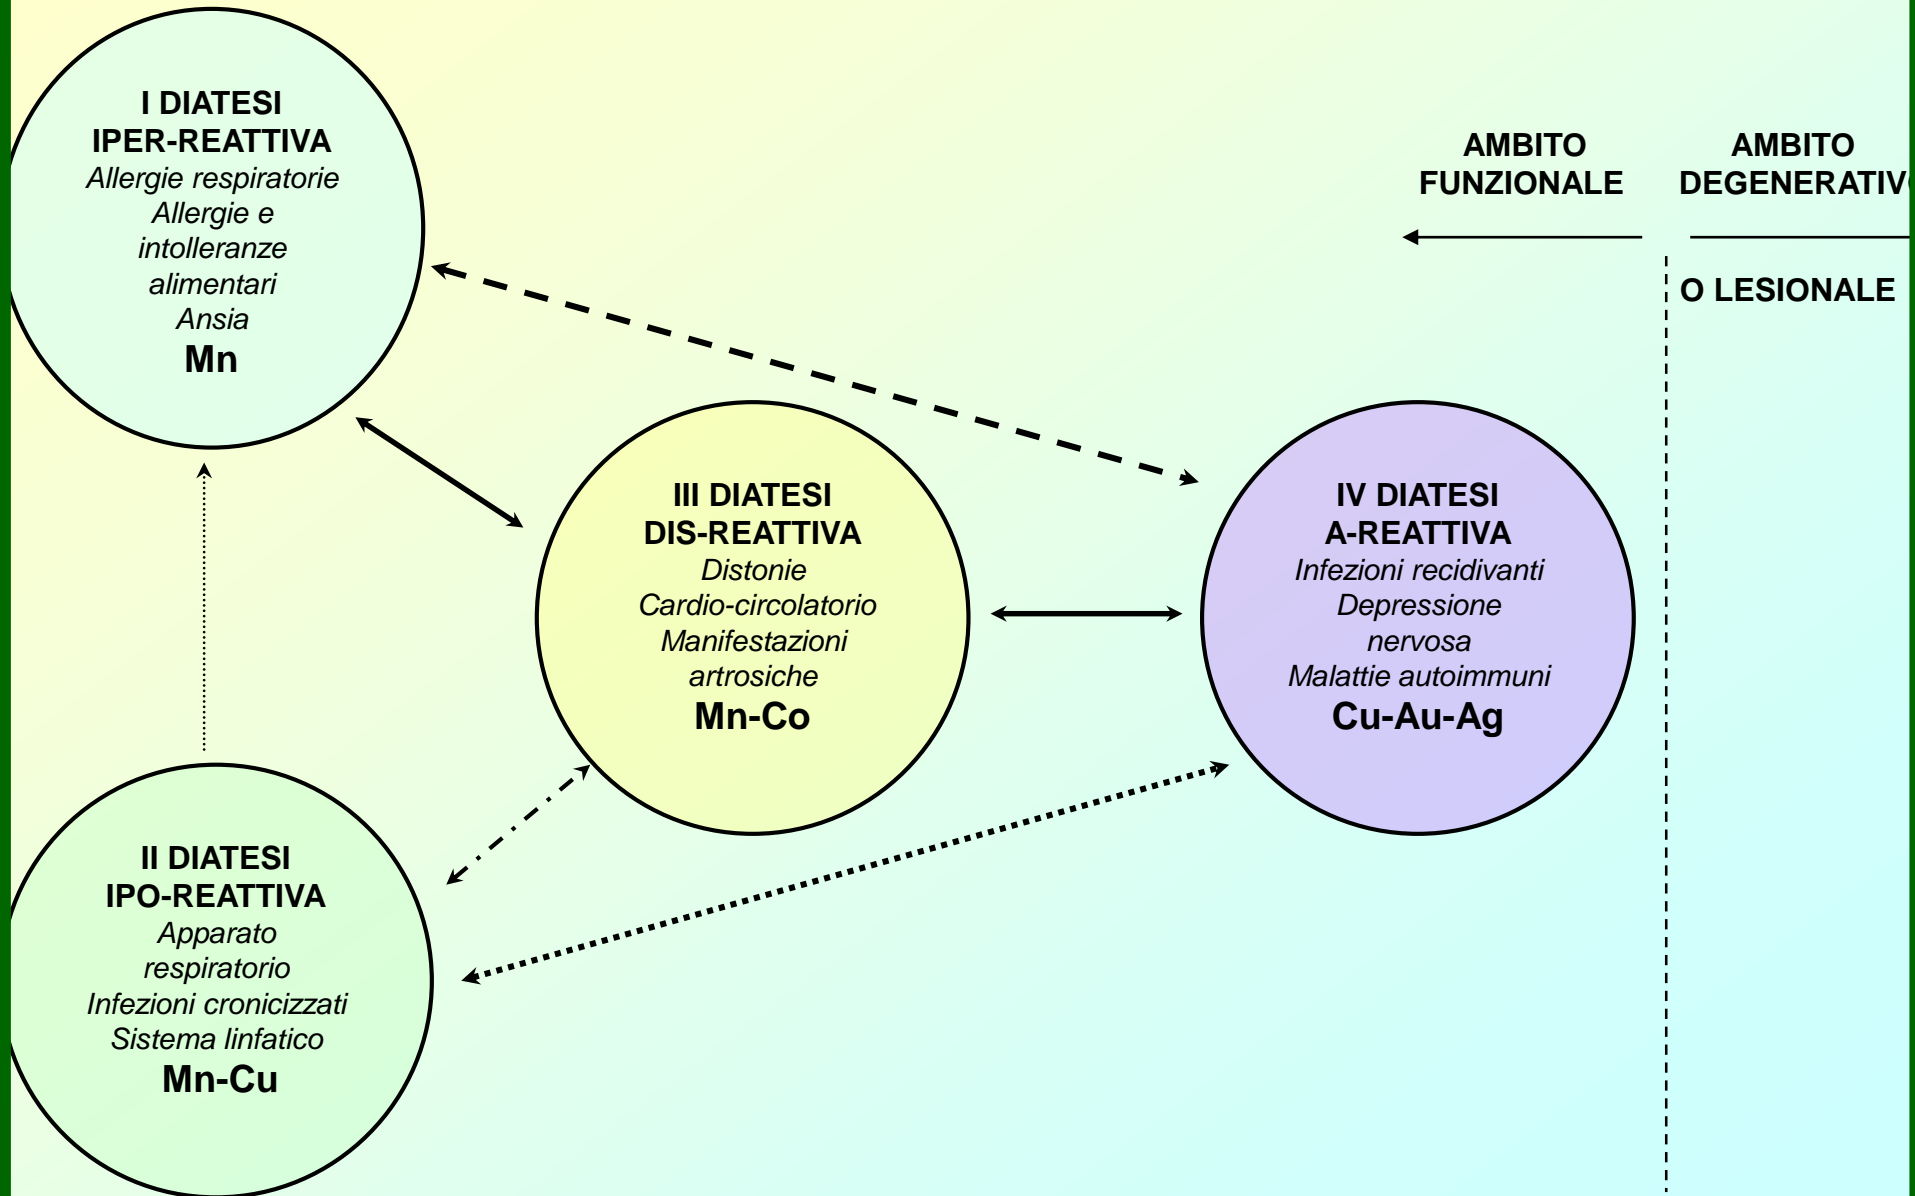 I DIATESI
IPER-REATTIVA
Allergie respiratorie
Allergie e
intolleranze
alimentari
Ansia
Mn
AMBITO
FUNZIONALE
AMBITO
DEGENERATIVO
O LESIONALE
III DIATESI
DIS-REATTIVA
Distonie
Cardio-circolatorio
Manifestazioni
artrosiche
Mn-Co
IV DIATESI
A-REATTIVA
Infezioni recidivanti
Depressione
nervosa
Malattie autoimmuni
Cu-Au-Ag
II DIATESI
IPO-REATTIVA
Apparato
respiratorio
Infezioni cronicizzati
Sistema linfatico
Mn-Cu